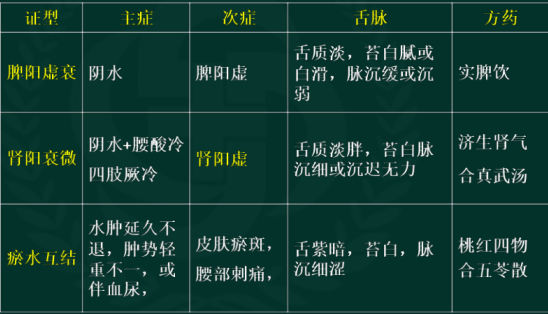 证型 主症 次症 舌脉 方药
脾阳虚衰 阴水 脾阳虚 舌质淡，苔白腻或
白滑，脉沉缓或沉
弱 实脾饮
肾阳衰微 阴水+腰酸冷
四肢厥冷 肾阳虚 舌质淡胖，苔白脉
沉细或沉迟无力 济生肾气
合真武汤
瘀水互结 水肿延久不
退，肿势轻
重不一，或
伴血尿， 皮肤瘀斑，
腰部刺痛， 舌紫暗，苔白，脉
沉细涩 桃红四物
合五苓散